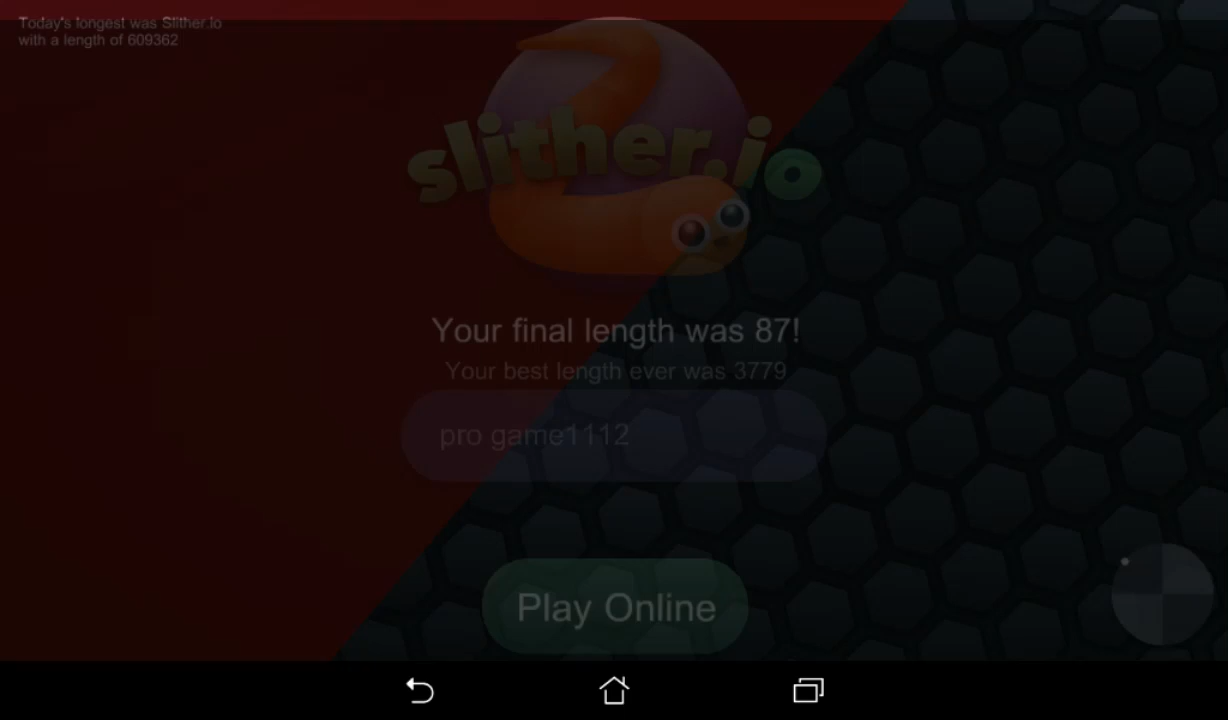 Today's longest was Slither.io
with a length of 609362
slither.io
Your final length was 87!
Your best length ever was 3779
pro game1112
Play Online